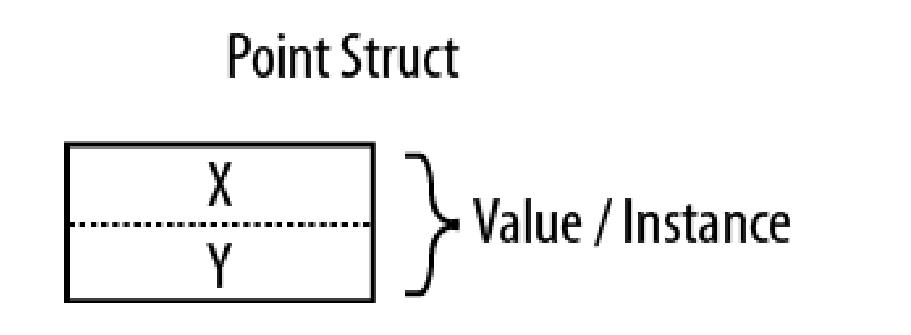 Point Struct
X
Y
Value / Instance